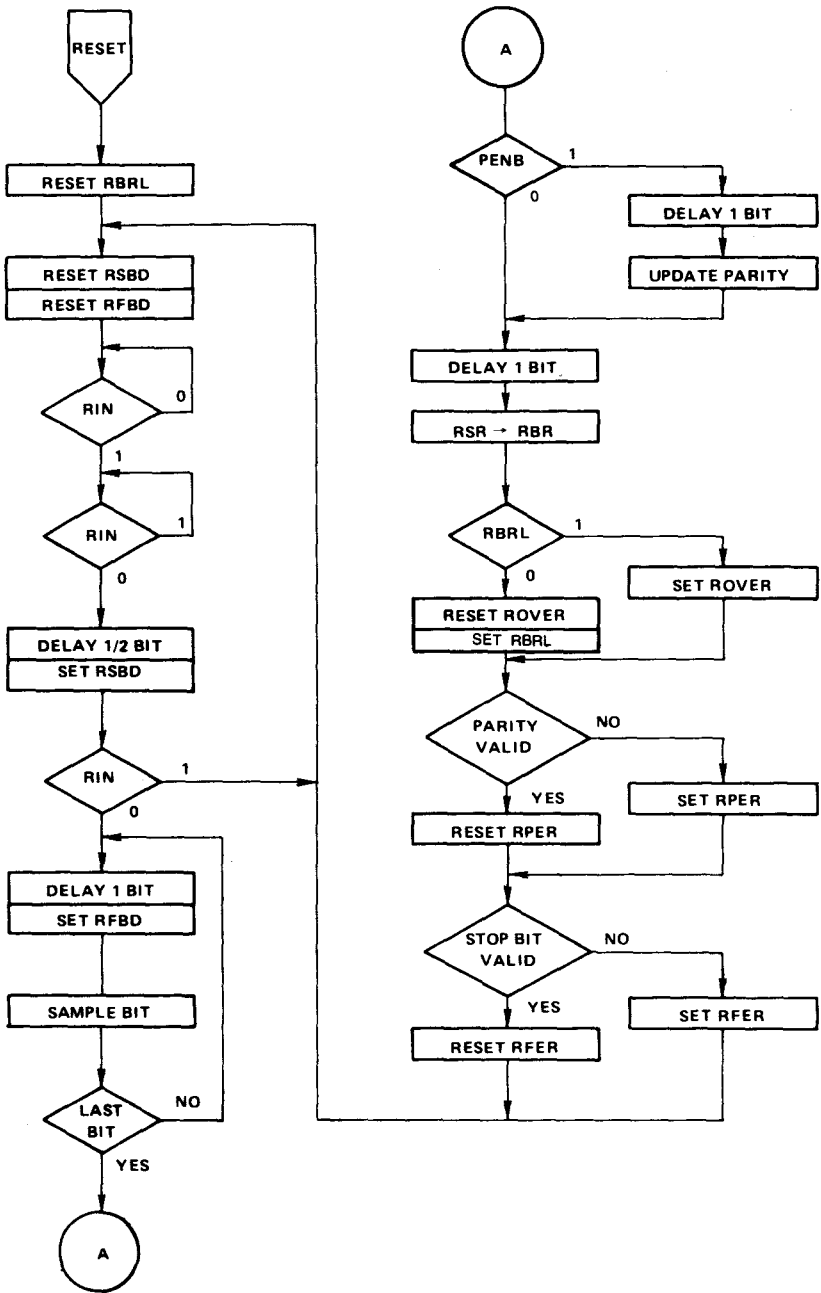 RESET
RESET RBRL
RESET RSBD
RESET RFBD
RIN
0
1
RIN
1
0
DELAY 1/2 BIT
SET RSBD
RIN
1
0
DELAY 1 BIT
SET RFBD
SAMPLE BIT
LAST
BIT
NO
YES
A
A
PENB
1
0
DELAY 1 BIT
UPDATE PARITY
DELAY 1 BIT
RSR → RBR
RBRL
1
0
SET ROVER
RESET ROVER
SET RBRL
PARITY
VALID
NO
YES
SET RPER
RESET RPER
STOP BIT
VALID
NO
YES
SET RFER
RESET RFER